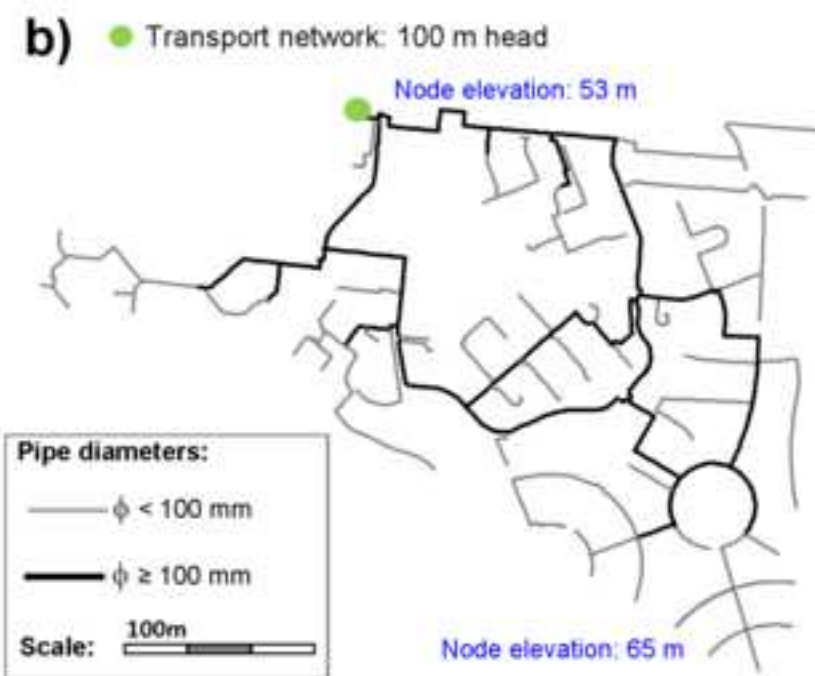 b) Transport network: 100 m head
Node elevation: 53 m
Pipe diameters:
ϕ < 100 mm
ϕ ≥ 100 mm
100m
Scale:
Node elevation: 65 m